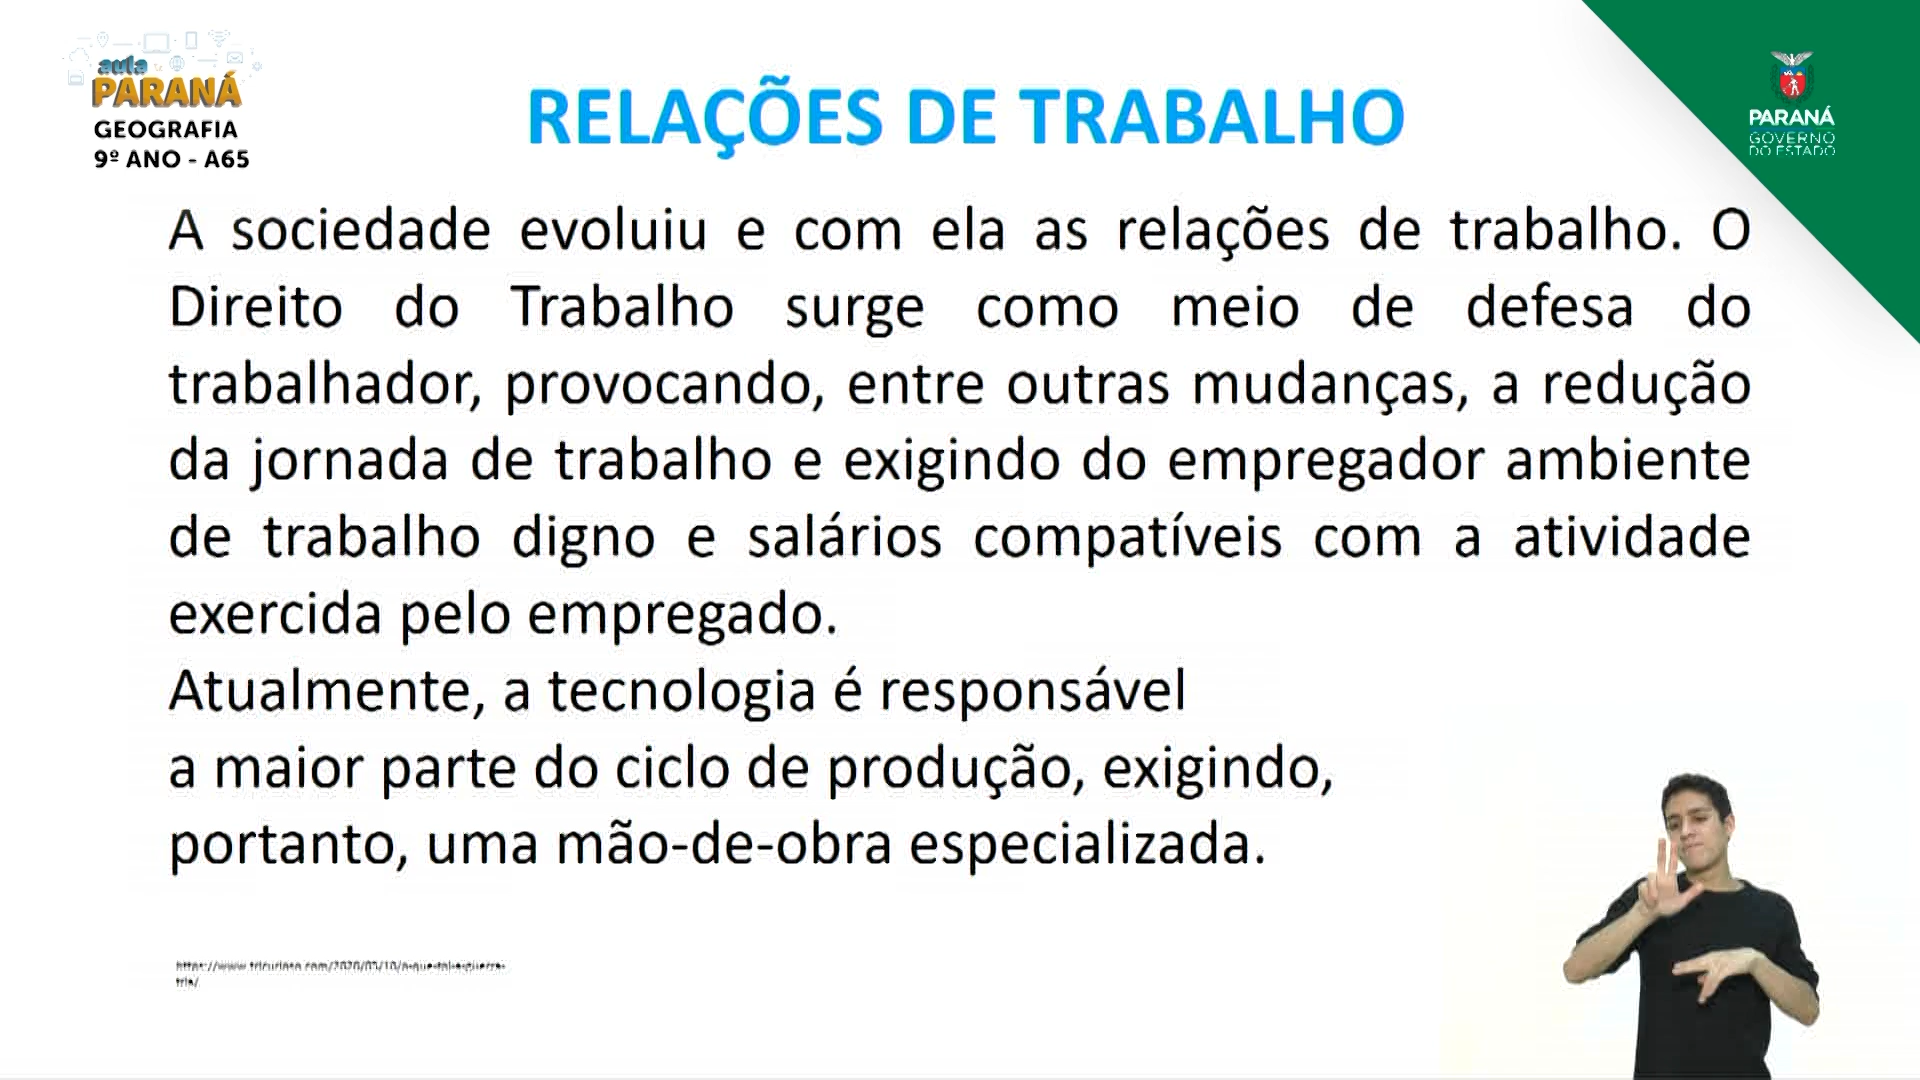 aula
PARANÁ
GEOGRAFIA
9º ANO - A65
RELAÇÕES DE TRABALHO
PARANÁ
GOVERNO
DO ESTADO
A sociedade evoluiu e com ela as relações de trabalho. O
Direito do Trabalho surge como meio de defesa do
trabalhador, provocando, entre outras mudanças, a redução
da jornada de trabalho e exigindo do empregador ambiente
de trabalho digno e salários compatíveis com a atividade
exercida pelo empregado.
Atualmente, a tecnologia é responsável
a maior parte do ciclo de produção, exigindo,
portanto, uma mão-de-obra especializada.